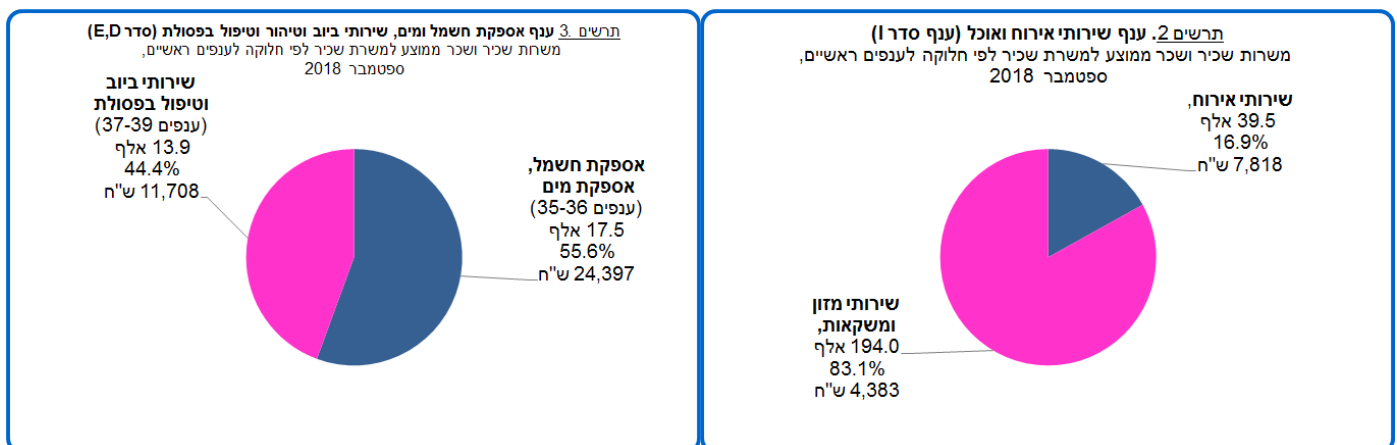 תרשים 2. ענף שירותי אירוח ואוכל (ענף סדר I)
משרות שכיר ושכר ממוצע למשרת שכיר לפי חלוקה לענפים ראשיים,
ספטמבר 2018
שירותי אירוח,
39.5 אלף
16.9%
7,818 ש"ח
שירותי מזון
ומשקאות,
194.0 אלף
83.1%
4,383 ש"ח
תרשים 3. ענף אספקת חשמל ומים, שירותי ביוב וטיהור וטיפול בפסולת (סדר E,D)
משרות שכיר ושכר ממוצע למשרת שכיר לפי חלוקה לענפים ראשיים,
ספטמבר 2018
אספקת חשמל,
אספקת מים
(ענפים 35-36)
17.5 אלף
55.6%
24,397 ש"ח
שירותי ביוב
וטיפול בפסולת
(ענפים 37-39)
13.9 אלף
44.4%
11,708 ש"ח